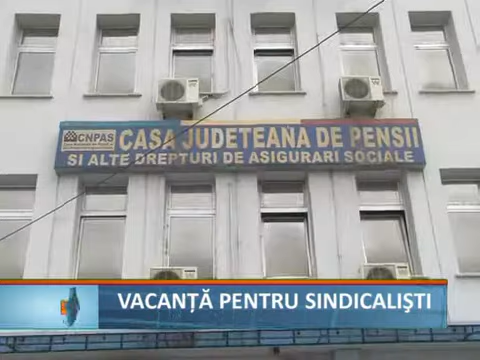 CNPAS
CASA JUDETEANA DE PENSII
SI ALTE DREPTURI DE ASIGURARI SOCIALE
VACANȚĂ PENTRU SINDICALIȘTI